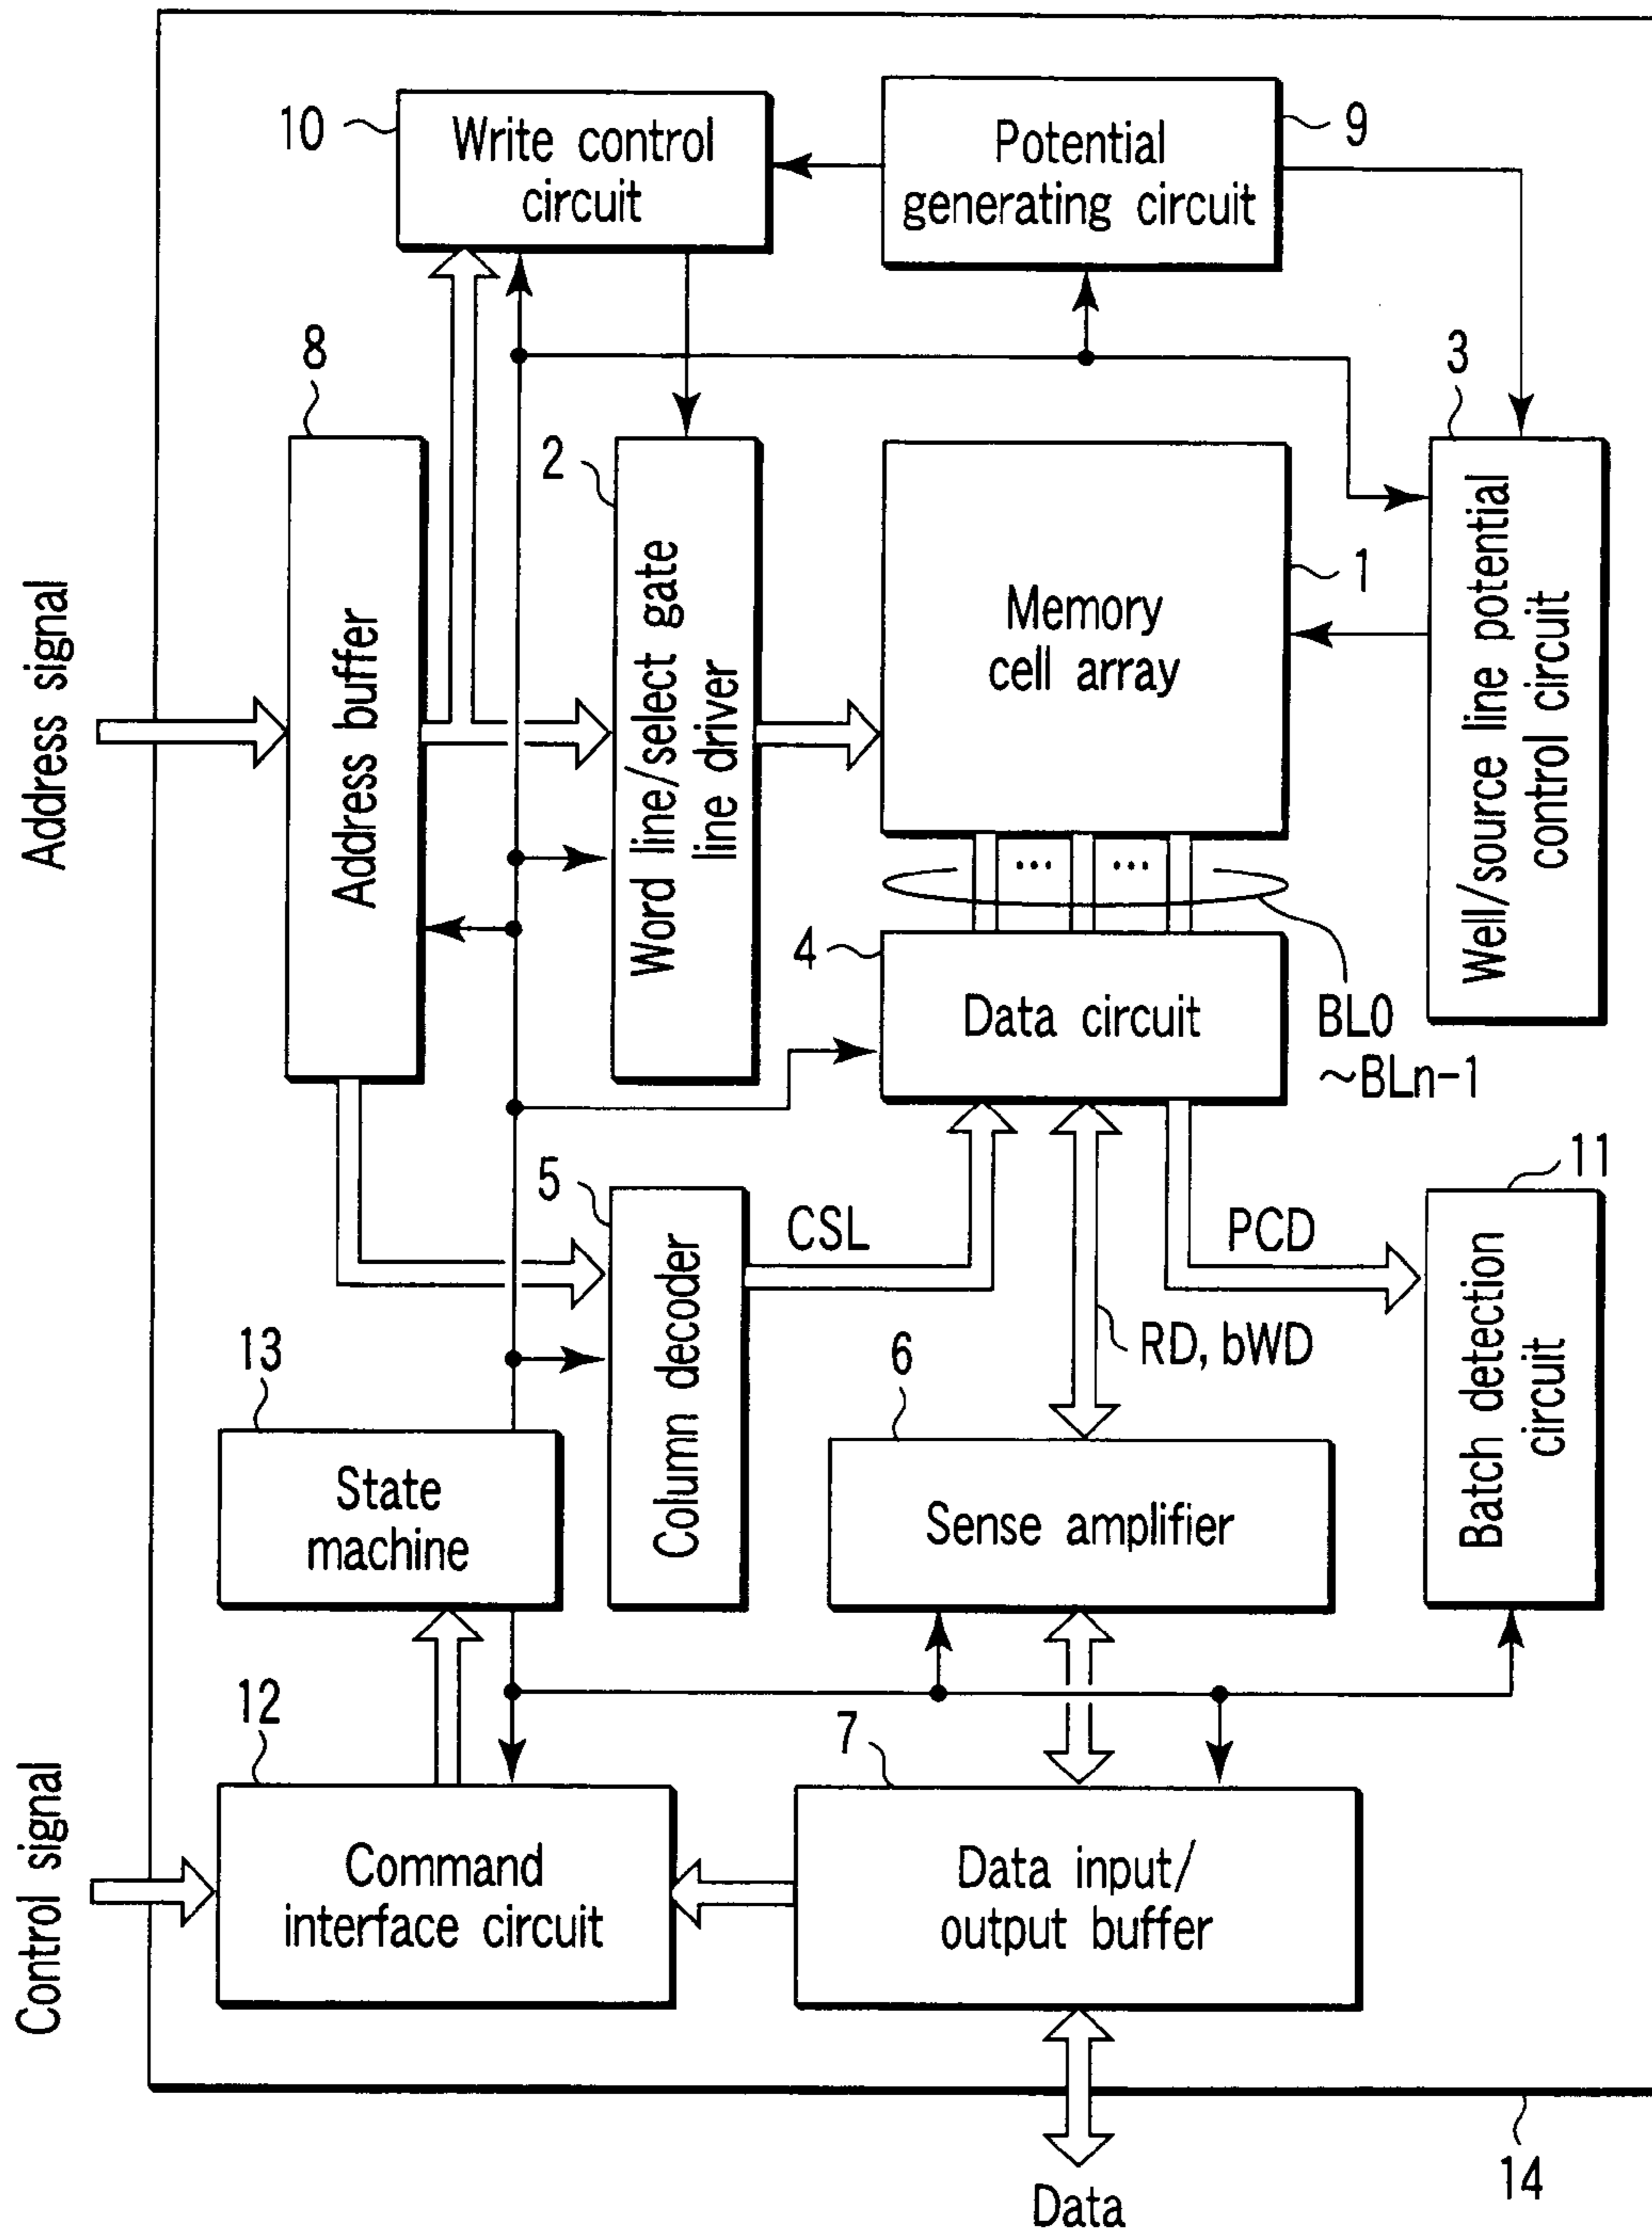 10
Write control
circuit
Potential
generating circuit
9
8
3
2
Address signal
Address buffer
Word line/select gate
line driver
Memory
cell array
1
Well/source line potential
control circuit
4
Data circuit
BL0
~BLn-1
5
CSL
PCD
11
Column decoder
RD, bWD
Batch detection
circuit
13
State
machine
6
Sense amplifier
12
7
Control signal
Command
interface circuit
Data input/
output buffer
14
Data